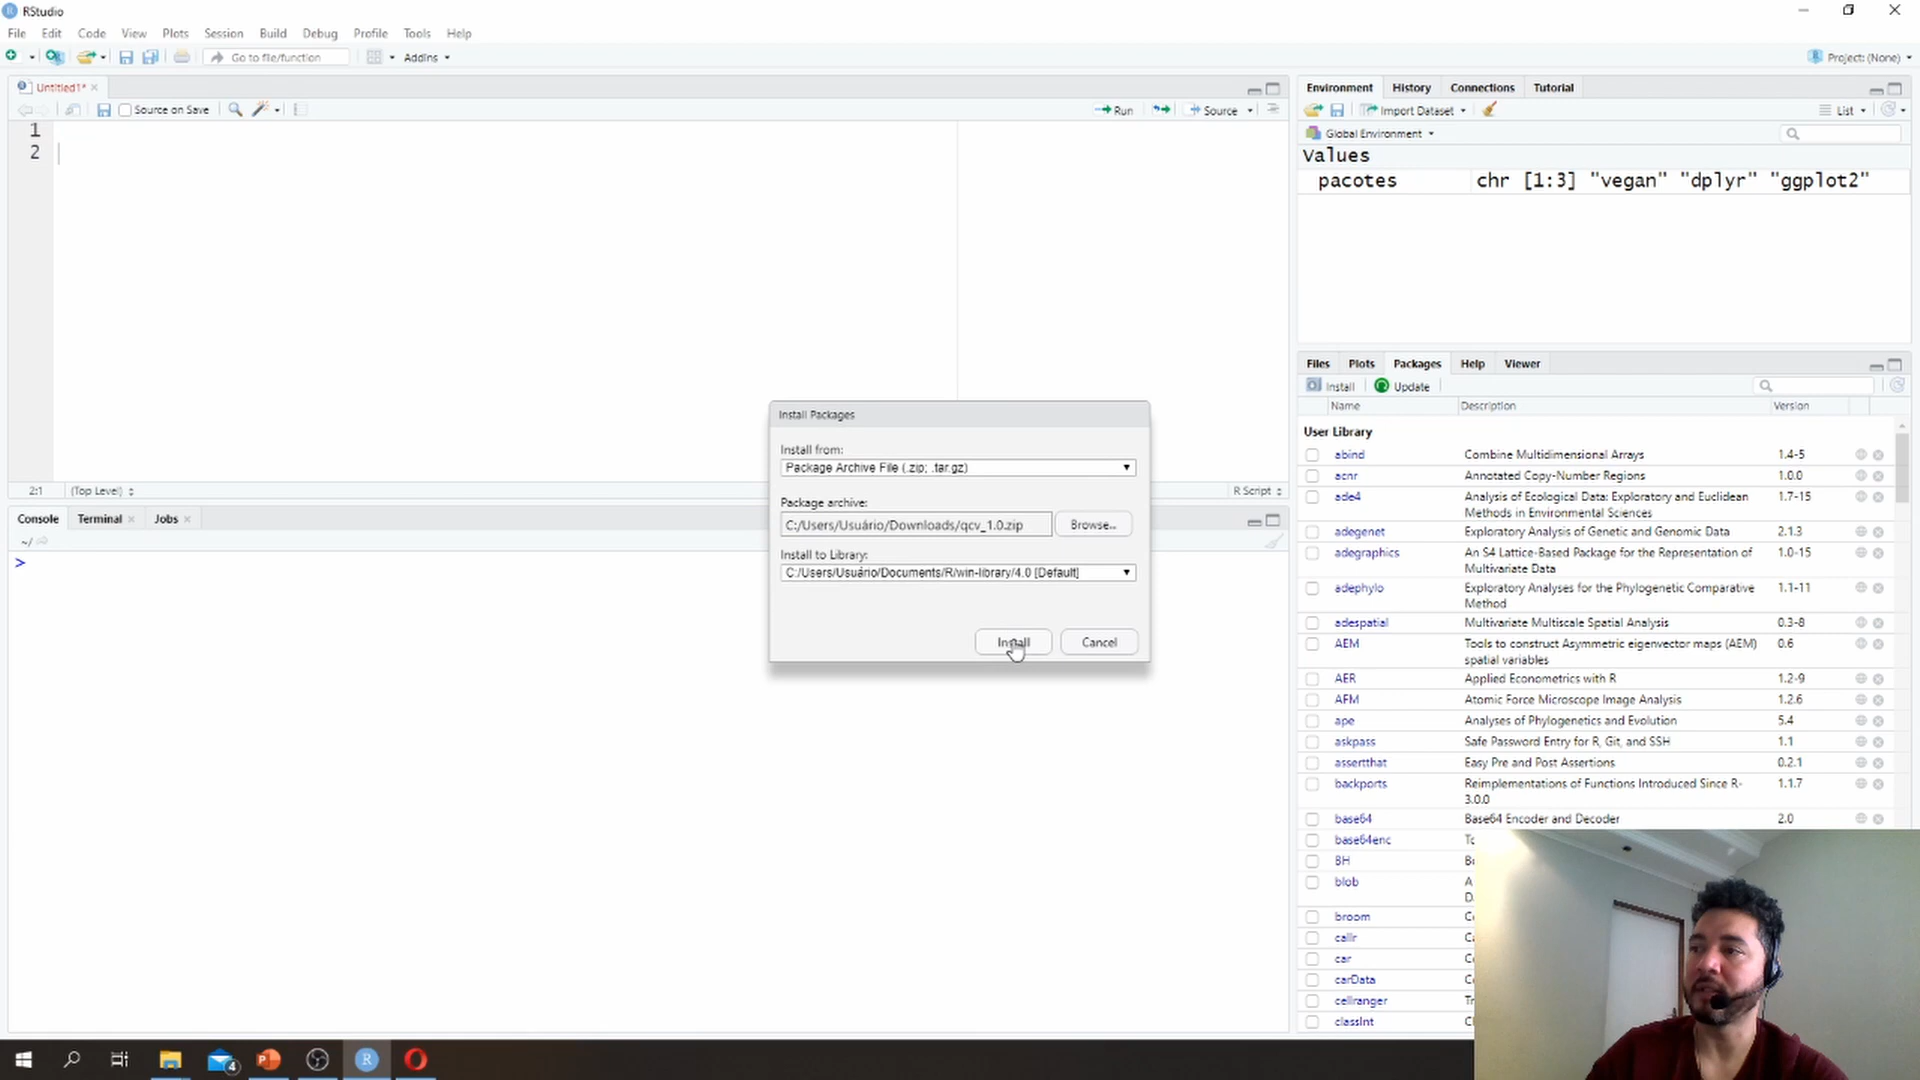 RStudio
File Edit Code View Plots Session Build Debug Profile Tools Help
Go to file/function Addins Project: (None)
Untitled1*
Source on Save Run Source
1
2
2:1 (Top Level) R Script
Console Terminal Jobs
~/
>
Environment History Connections Tutorial
Import Dataset List
Global Environment
Values
pacotes chr [1:3] "vegan" "dplyr" "ggplot2"
Files Plots Packages Help Viewer
Install Update
Name Description Version
User Library
abind Combine Multidimensional Arrays 1.4-5
acnr Annotated Copy-Number Regions 1.0.0
ade4 Analysis of Ecological Data: Exploratory and Euclidean 1.7-15
Methods in Environmental Sciences
adegenet Exploratory Analysis of Genetic and Genomic Data 2.1.3
adegraphics An S4 Lattice-Based Package for the Representation of 1.0-15
Multivariate Data
adephylo Exploratory Analyses for the Phylogenetic Comparative 1.1-11
Method
adespatial Multivariate Multiscale Spatial Analysis 0.3-8
AEM Tools to construct Asymmetric eigenvector maps (AEM) 0.6
spatial variables
AER Applied Econometrics with R 1.2-9
AFM Atomic Force Microscope Image Analysis 1.2.6
ape Analyses of Phylogenetics and Evolution 5.4
askpass Safe Password Entry for R, Git, and SSH 1.1
assertthat Easy Pre and Post Assertions 0.2.1
backports Reimplementations of Functions Introduced Since R- 1.1.7
3.0.0
base64 Base64 Encoder and Decoder 2.0
base64enc
BH
blob
broom
callr
car
carData
cellranger
classInt
Install Packages
Install from:
Package Archive File (.zip; .tar.gz)
Package archive:
C:/Users/Usuário/Downloads/qcv_1.0.zip Browse...
Install to Library:
C:/Users/Usuário/Documents/R/win-library/4.0 [Default]
Install Cancel
4